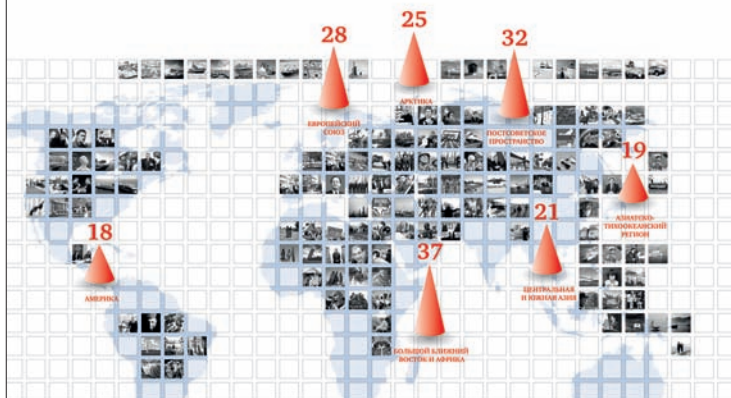 28
ЕВРОПЕЙСКИЙ
СОЮЗ
25
АРКТИКА
32
ПОСТСОВЕТСКОЕ
ПРОСТРАНСТВО
19
АЗИАТСКО-
ТИХООКЕАНСКИЙ
РЕГИОН
18
АМЕРИКА
37
БОЛЬШОЙ БЛИЖНИЙ
ВОСТОК И АФРИКА
21
ЦЕНТРАЛЬНАЯ
И ЮЖНАЯ АЗИЯ